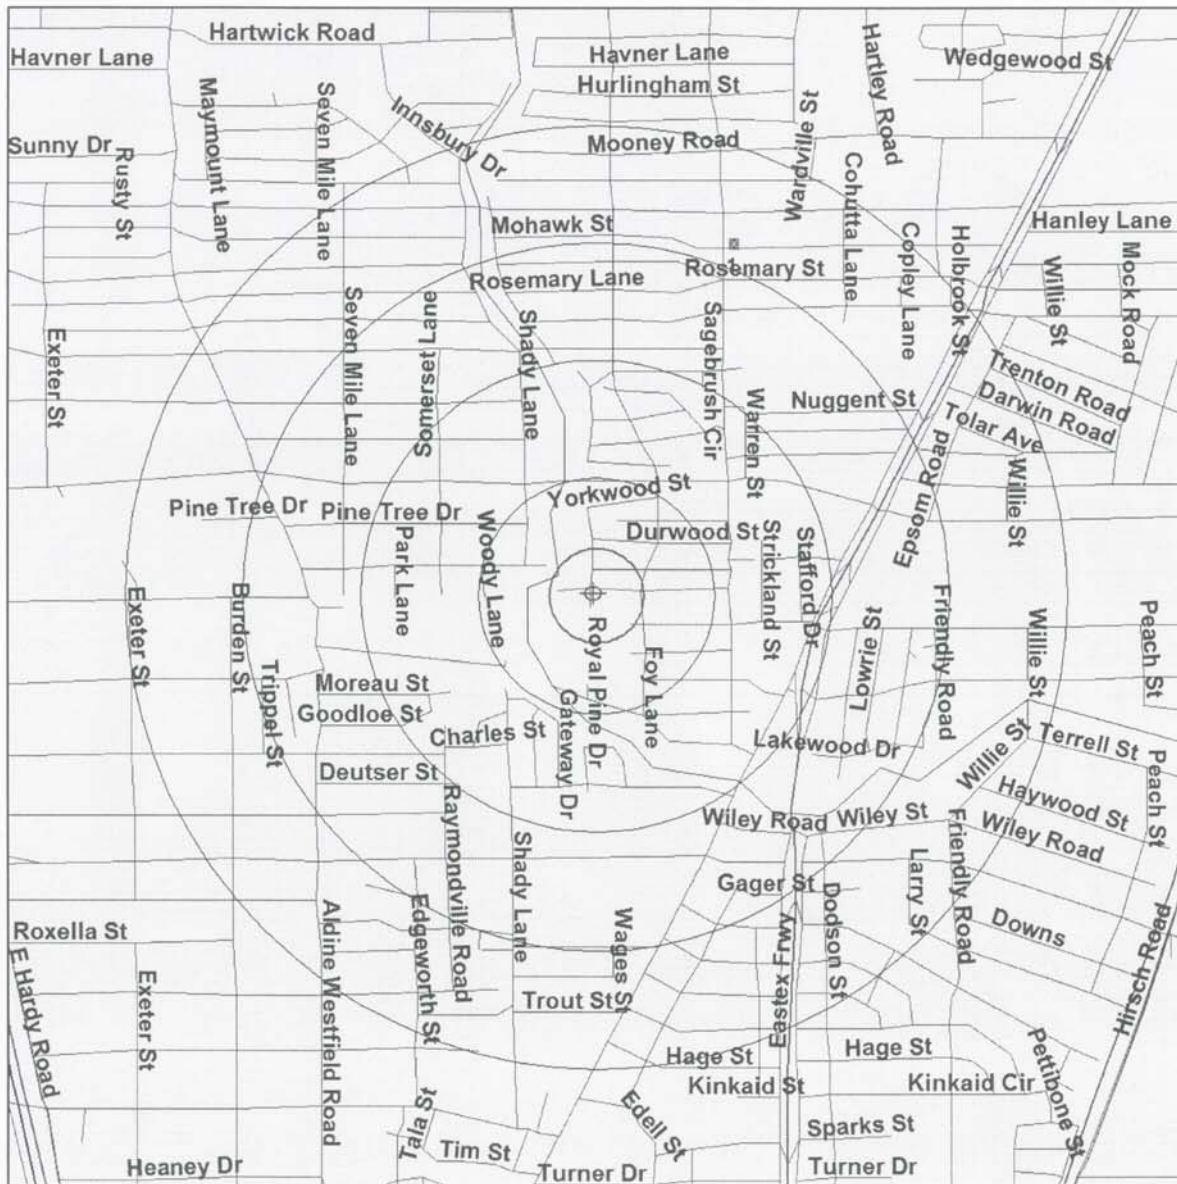 Hartwick Road
Havner Lane
Havner Lane
Hurlingham St
Hartley Road
Wedgewood St
Maymount Lane
Seven Mile Lane
Innsbury Dr
Mooney Road
Sunny Dr
Rusty St
Cohutta Lane
Mohawk St
Copley Lane
Holbrook St
Hanley Lane
Rosemary Lane
Rosemary St
1
Willie St
Mock Road
Seven Mile Lane
Somerset Lane
Shady Lane
Sagebrush Cir
Exeter St
Nuggent St
Trenton Road
Darwin Road
Tolar Ave
Warren St
Epsom Road
Willie St
Yorkwood St
Pine Tree Dr
Pine Tree Dr
Park Lane
Woody Lane
Durwood St
Strickland St
Stafford Dr
Exeter St
Burden St
Royal Pine Dr
Foy Lane
Lowrie St
Friendly Road
Willie St
Peach St
Trippel St
Moreau St
Goodloe St
Charles St
Gateway Dr
Lakewood Dr
Willie St
Terrell St
Peach St
Deutser St
Raymondville Road
Haywood St
Wiley Road
Wiley St
Wiley Road
Shady Lane
Gager St
Dodson St
Larry St
Friendly Road
Downs
Roxella St
Aldine Westfield Road
Edgeworth St
Wages St
Eastex Frwy
Hirsch Road
E Hardy Road
Exeter St
Trout St
Hage St
Hage St
Pettibone St
Kinkaid St
Kinkaid Cir
Tala St
Edell St
Sparks St
Tim St
Heaney Dr
Turner Dr
Turner Dr